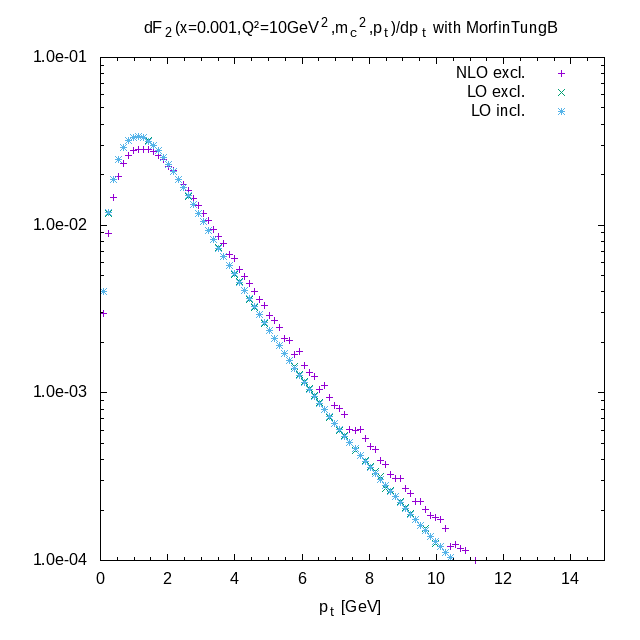 dF2(x=0.001,Q²=10GeV2,mc2,pt)/dpt with MorfinTungB
1.0e-01
NLO excl.
LO excl.
LO incl.
1.0e-02
1.0e-03
1.0e-04
0 2 4 6 8 10 12 14
pt [GeV]